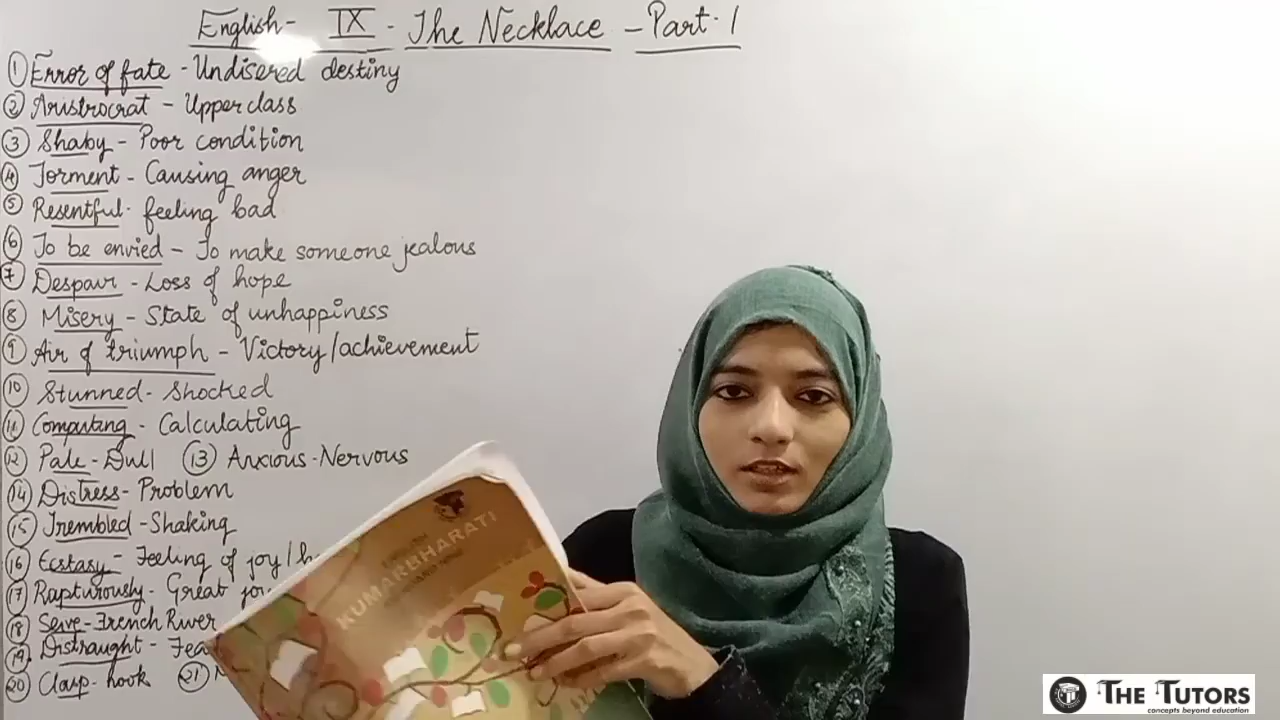 English - IX - The Necklace - Part-1
① Error of fate - Undisered destiny
② Aristrocrat - Upper class
③ Shaby - Poor condition
④ Torment - Causing anger
⑤ Resentful - feeling bad
⑥ To be envied - To make someone jealous
⑦ Despair - Loss of hope
⑧ Misery - State of unhappiness
⑨ Air of triumph - Victory/achievement
⑩ Stunned - Shocked
⑪ Computing - Calculating
⑫ Pale - Dull ⑬ Anxious - Nervous
⑭ Distress - Problem
⑮ Trembled - Shaking
⑯ Ecstasy - Feeling of joy/
⑰ Rapturously - Great
⑱ Seive - French River
⑲ Distraught -
⑳ Clasp - hook ㉑
ENGLISH
KUMARBHARATI
THE TUTORS
concepts beyond education